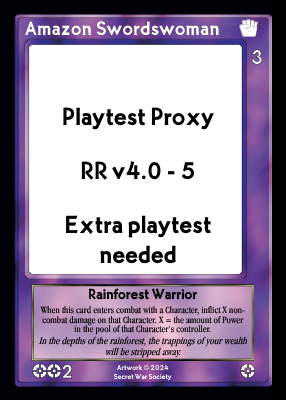 Amazon Swordswoman
3
Playtest Proxy
RR v4.0 - 5
Extra playtest
needed
Rainforest Warrior
When this card enters combat with a Character, inflict X non-
combat damage on that Character. X = the amount of Power
in the pool of that Character's controller.
In the depths of the rainforest, the trappings of your wealth
will be stripped away.
2
Artwork © 2024
Secret War Society